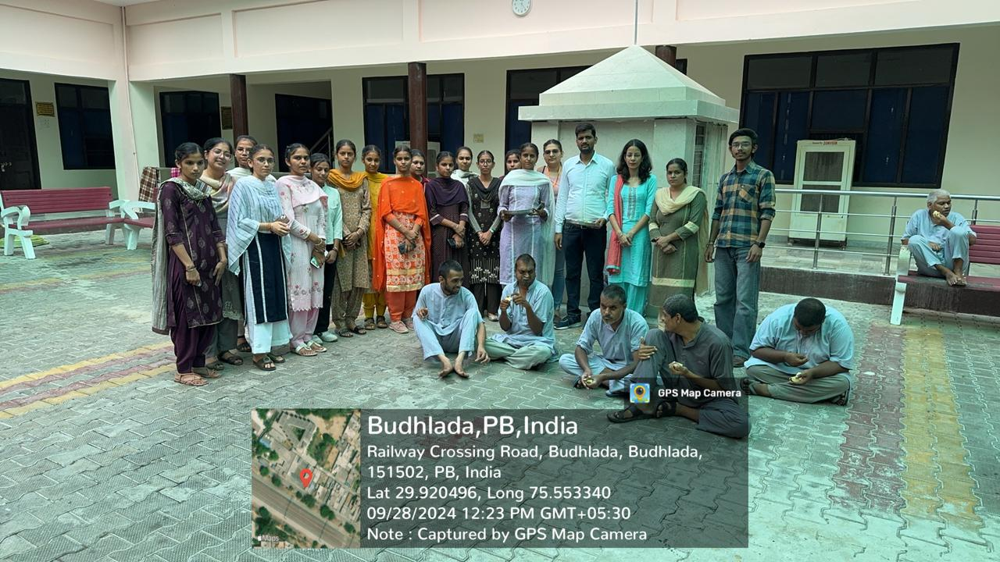 GPS Map Camera
Budhlada,PB,India
Railway Crossing Road, Budhlada, Budhlada,
151502, PB, India
Lat 29.920496, Long 75.553340
09/28/2024 12:23 PM GMT+05:30
Note : Captured by GPS Map Camera
Maps